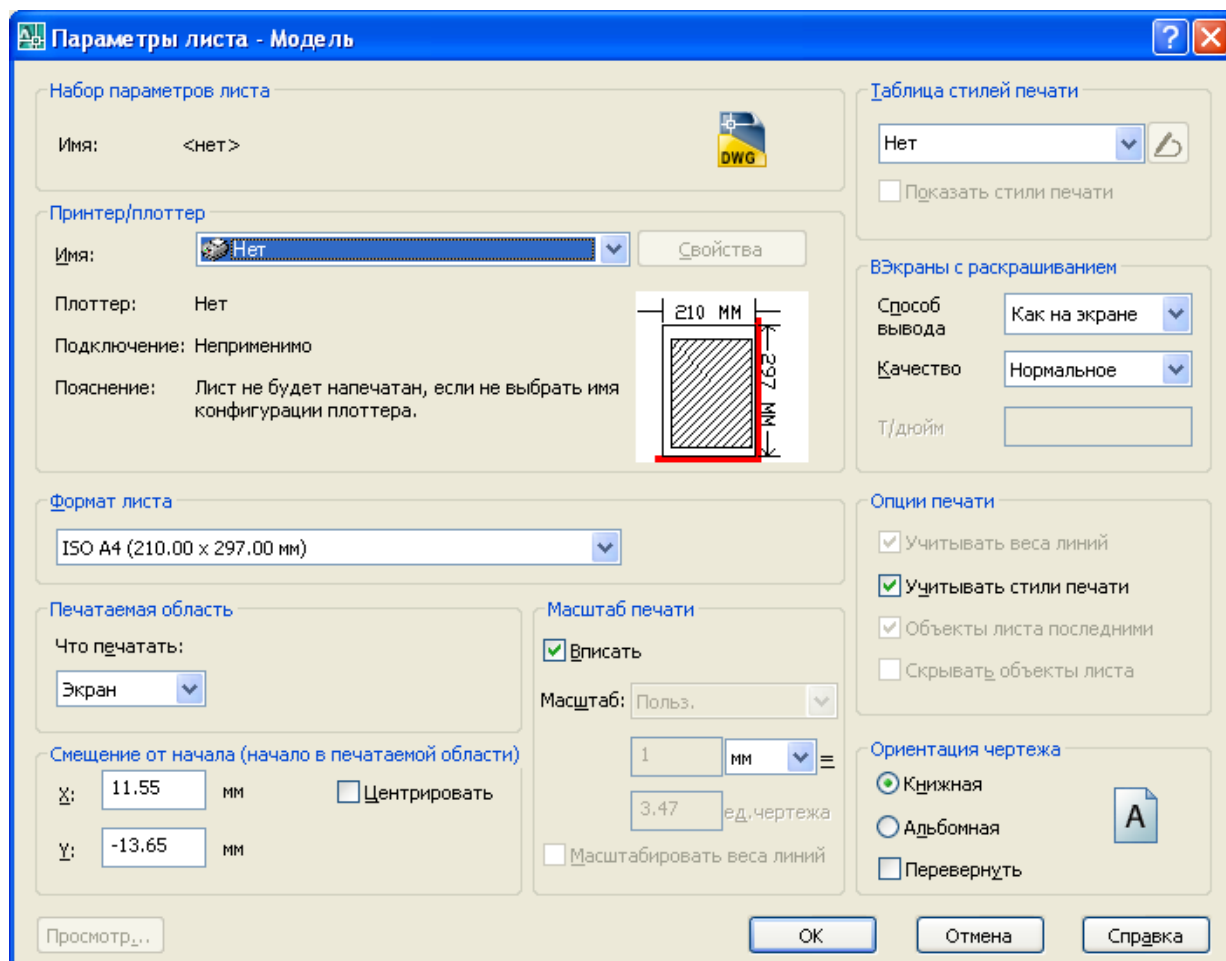 Параметры листа - Модель
Набор параметров листа
Имя: <нет>
DWG
Принтер/плоттер
Имя: Нет
Свойства
Плоттер: Нет
Подключение: Неприменимо
Пояснение: Лист не будет напечатан, если не выбрать имя
конфигурации плоттера.
210 MM
297 MM
Формат листа
ISO A4 (210.00 x 297.00 мм)
Печатаемая область
Что печатать:
Экран
Смещение от начала (начало в печатаемой области)
X: 11.55 мм
Центрировать
Y: -13.65 мм
Масштаб печати
Вписать
Масштаб: Польз.
1 мм =
3.47 ед.чертежа
Масштабировать веса линий
Таблица стилей печати
Нет
Показать стили печати
ВЭкраны с раскрашиванием
Способ
вывода
Как на экране
Качество Нормальное
Т/дюйм
Опции печати
Учитывать веса линий
Учитывать стили печати
Объекты листа последними
Скрывать объекты листа
Ориентация чертежа
Книжная
Альбомная
Перевернуть
A
Просмотр...
ОК
Отмена
Справка